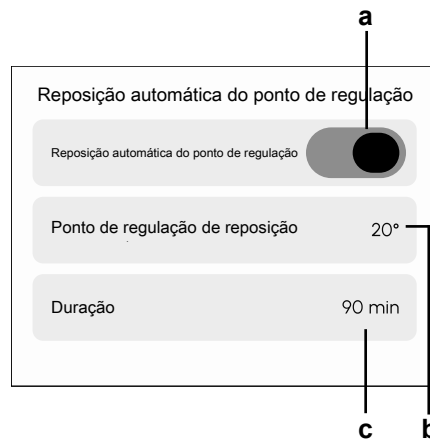 a
Reposição automática do ponto de regulação
Reposição automática do ponto de regulação
Ponto de regulação de reposição
20°
Duração
90 min
c
b